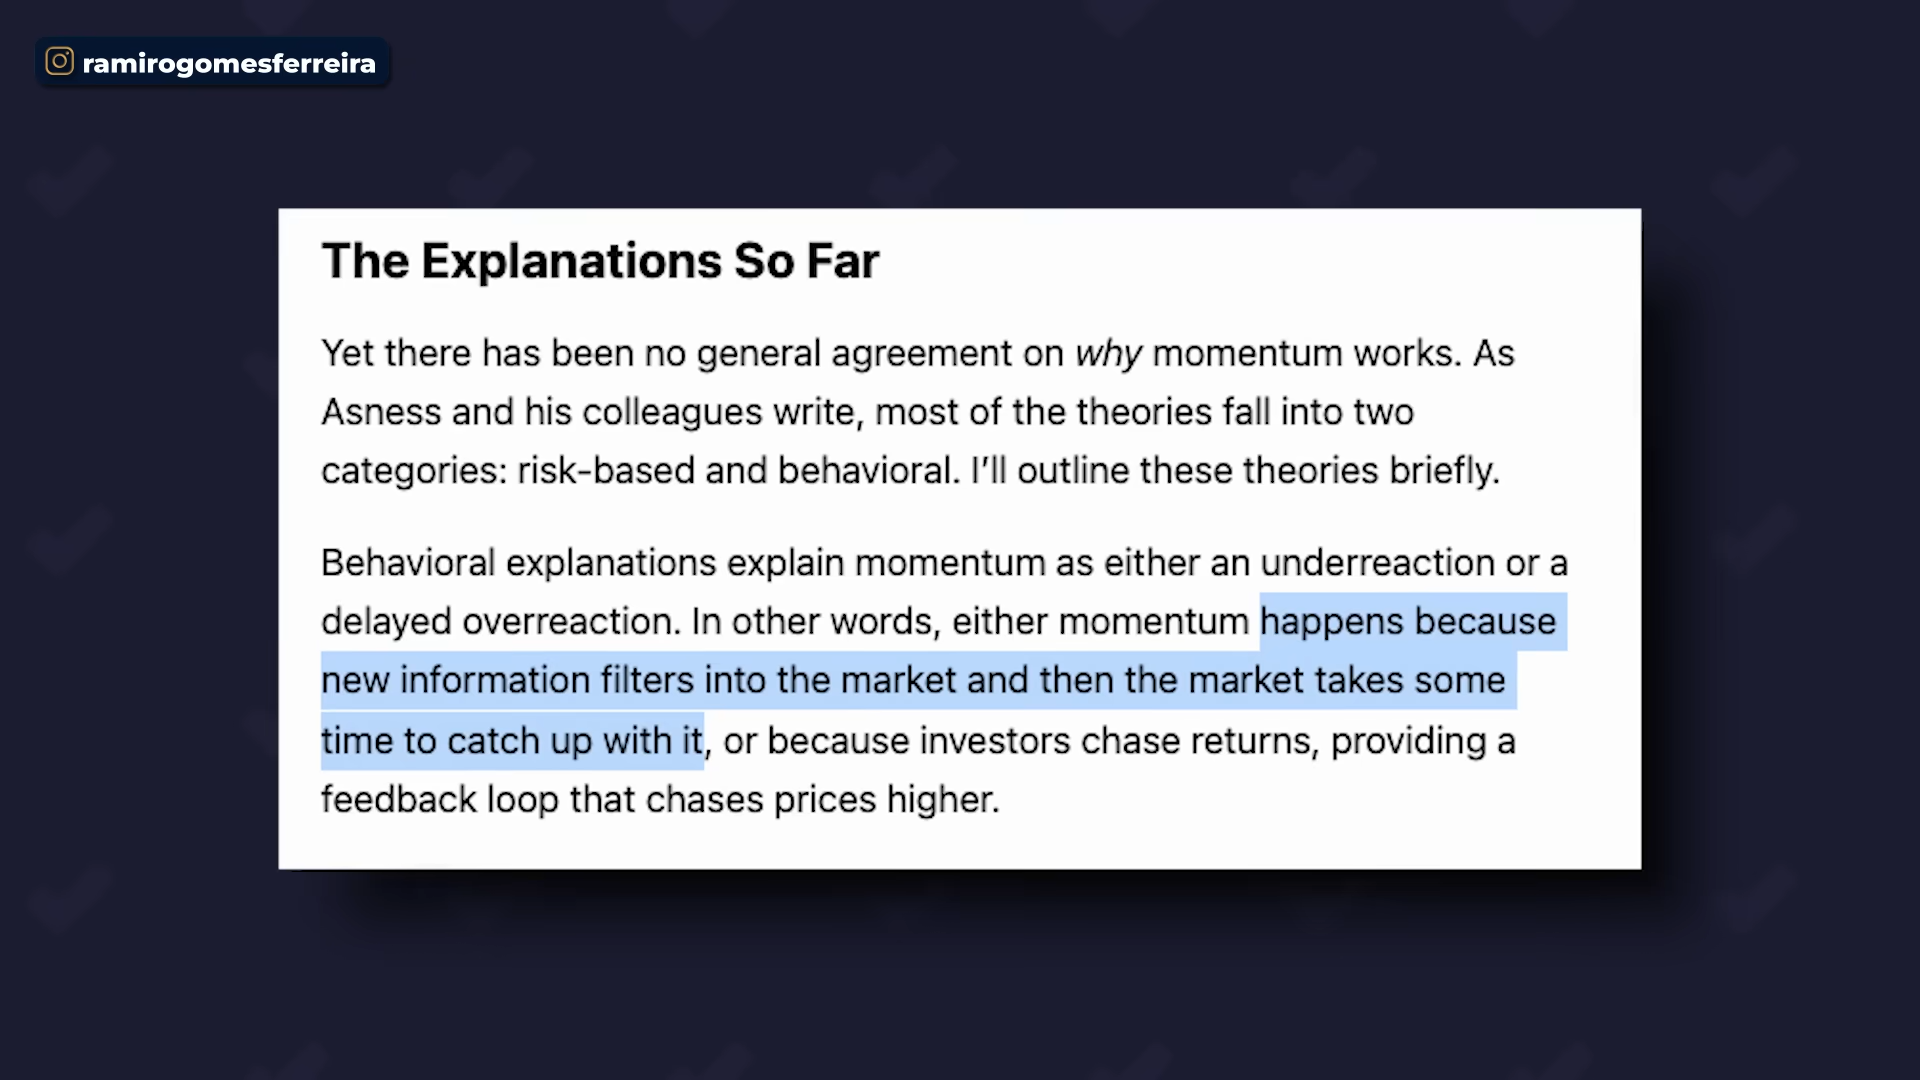 ramirogomesferreira
The Explanations So Far
Yet there has been no general agreement on why momentum works. As
Asness and his colleagues write, most of the theories fall into two
categories: risk-based and behavioral. I’ll outline these theories briefly.
Behavioral explanations explain momentum as either an underreaction or a
delayed overreaction. In other words, either momentum happens because
new information filters into the market and then the market takes some
time to catch up with it, or because investors chase returns, providing a
feedback loop that chases prices higher.